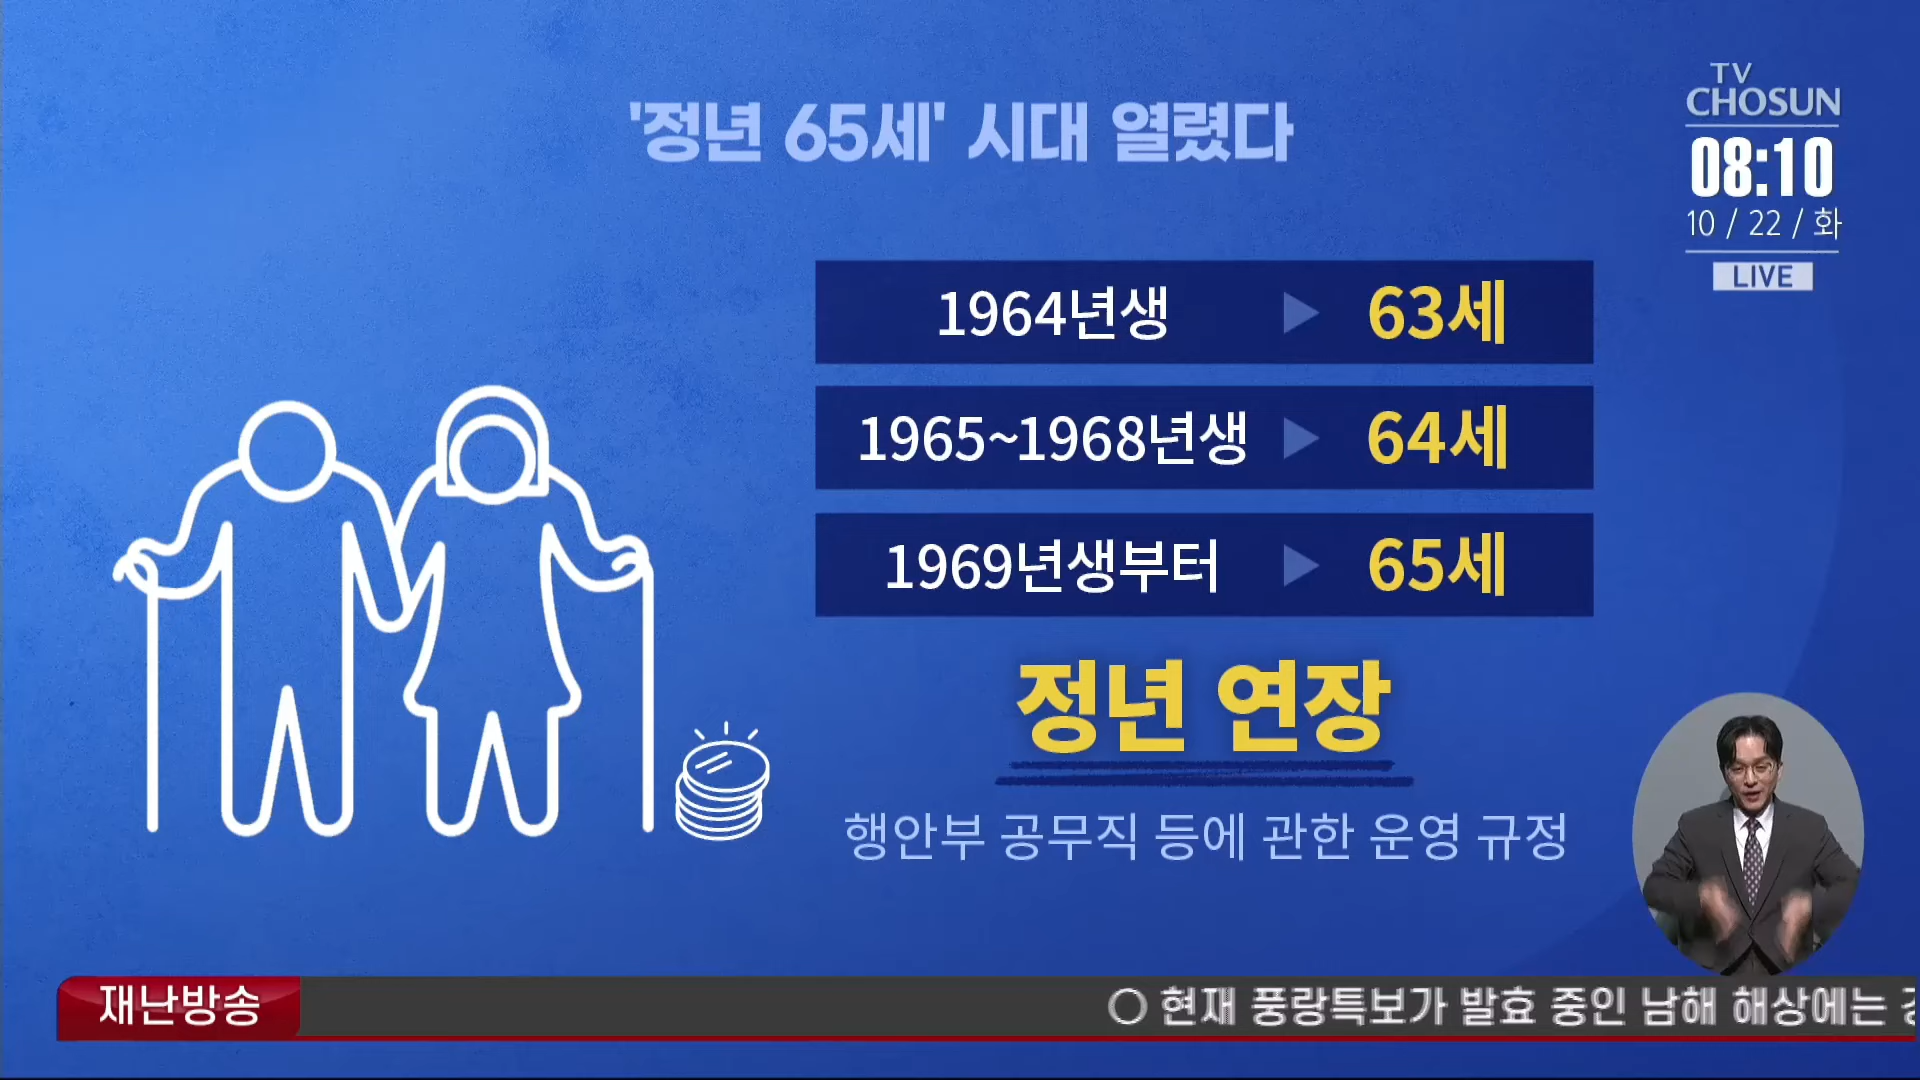 '정년 65세' 시대 열렸다
TV
CHOSUN
08:10
10 / 22 / 화
LIVE
1964년생 ▶ 63세
1965~1968년생 ▶ 64세
1969년생부터 ▶ 65세
정년 연장
행안부 공무직 등에 관한 운영 규정
재난방송
○ 현재 풍랑특보가 발효 중인 남해 해상에는